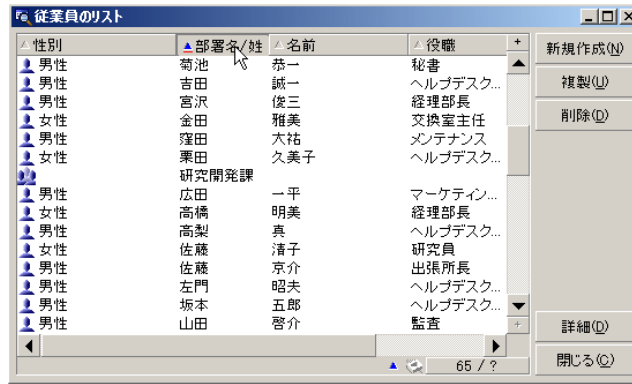 従業員のリスト
性別 部署名/姓 名前 役職 +
男性 菊池 恭一 秘書
男性 吉田 誠一 ヘルプデスク...
男性 宮沢 俊三 経理部長
女性 金田 雅美 交換室主任
男性 窪田 大祐 メンテナンス
女性 栗田 久美子 ヘルプデスク...
研究開発課
男性 広田 一平 マーケティン...
女性 高橋 明美 経理部長
男性 高梨 真 ヘルプデスク...
女性 佐藤 清子 研究員
男性 佐藤 京介 出張所長
男性 左門 昭夫 ヘルプデスク...
男性 坂本 五郎 ヘルプデスク...
男性 山田 啓介 監査
65 / ?
新規作成(N)
複製(U)
削除(D)
詳細(D)
閉じる(C)